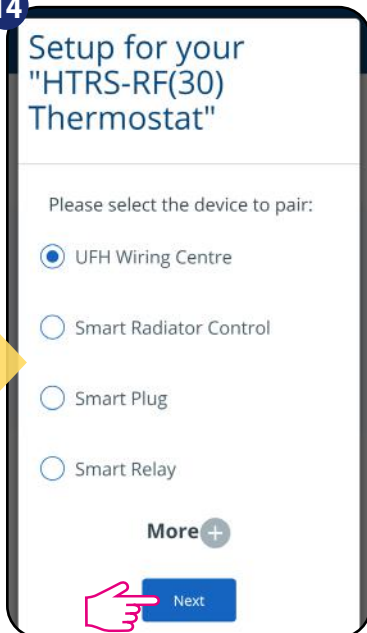 14
Setup for your
"HTRS-RF(30)
Thermostat"
Please select the device to pair:
UFH Wiring Centre
Smart Radiator Control
Smart Plug
Smart Relay
More
Next